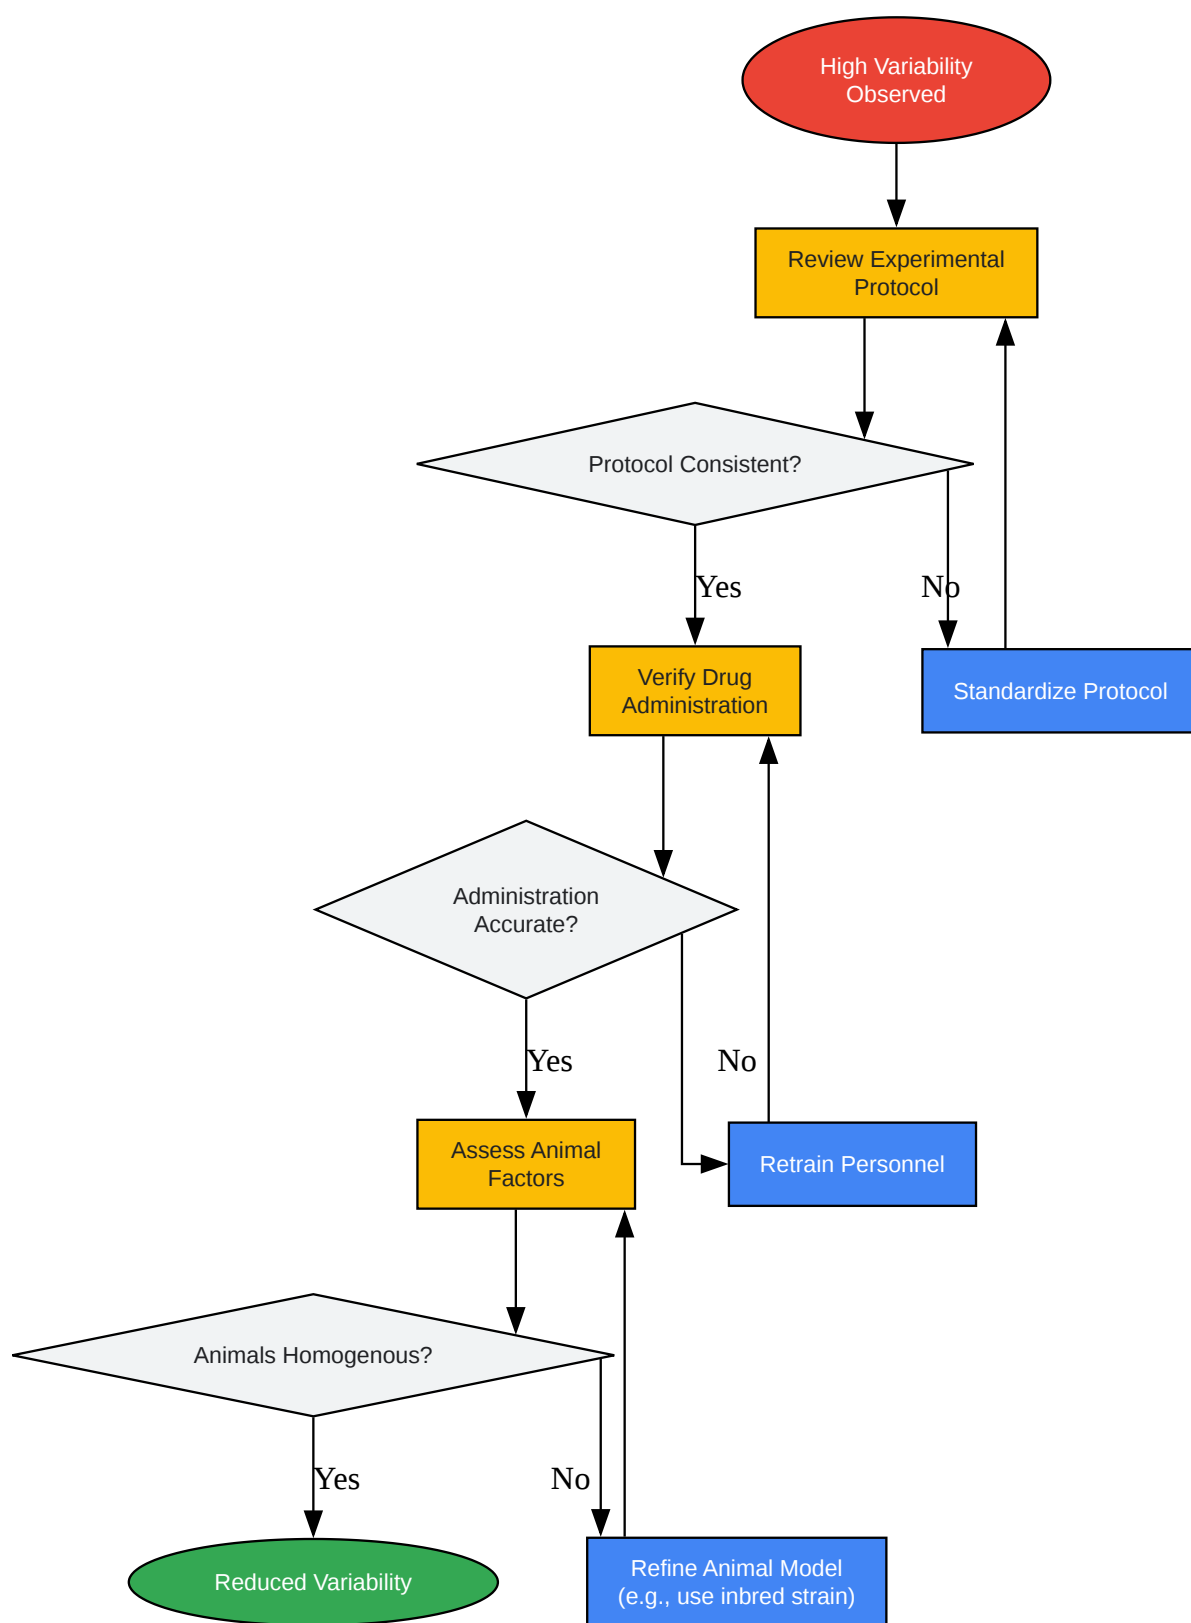 High Variability
Observed
Review Experimental
Protocol
Protocol Consistent?
Yes
No
Verify Drug
Administration
Standardize Protocol
Administration
Accurate?
Yes
No
Assess Animal
Factors
Retrain Personnel
Animals Homogenous?
Yes
No
Reduced Variability
Refine Animal Model
(e.g., use inbred strain)